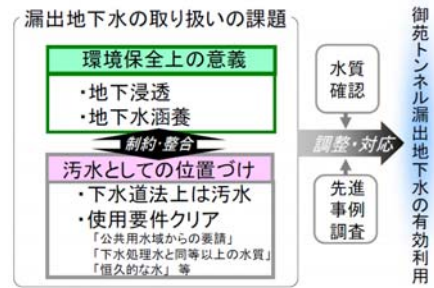 漏出地下水の取り扱いの課題
環境保全上の意義
・地下浸透
・地下水涵養
制約・整合
汚水としての位置づけ
・下水道法上は汚水
・使用要件クリア
「公共用水域からの要請」
「下水処理水と同等以上の水質」
「恒久的な水」等
水質
確認
調整・対応
先進
事例
調査
御苑トンネル漏出地下水の有効利用